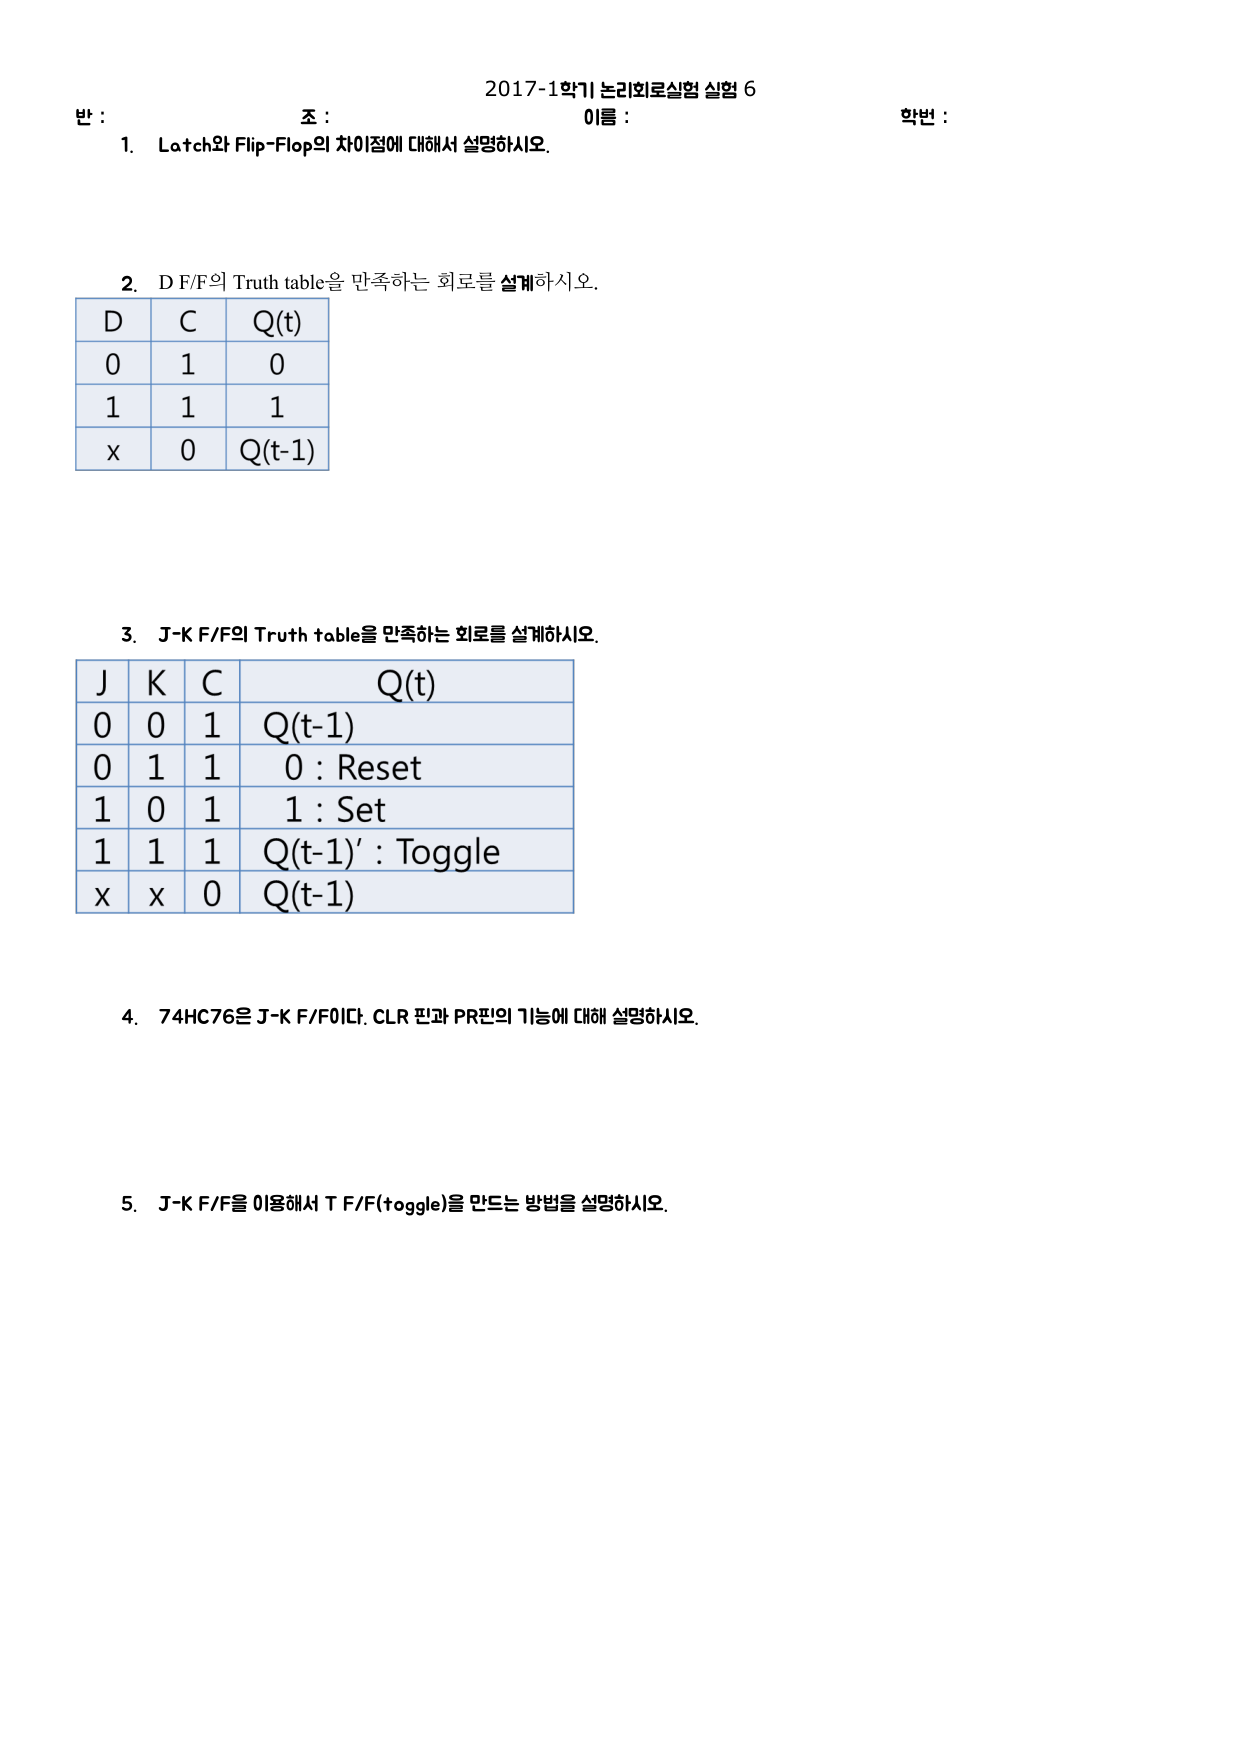 2017-1학기 논리회로실험 실험 6
반 : 조 : 이름 : 학번 :
1. Latch와 Flip-Flop의 차이점에 대해서 설명하시오.
2. D F/F의 Truth table을 만족하는 회로를 설계하시오.
D C Q(t)
0 1 0
1 1 1
x 0 Q(t-1)
3. J-K F/F의 Truth table을 만족하는 회로를 설계하시오.
J K C Q(t)
0 0 1 Q(t-1)
0 1 1 0 : Reset
1 0 1 1 : Set
1 1 1 Q(t-1)′ : Toggle
x x 0 Q(t-1)
4. 74HC76은 J-K F/F이다. CLR 핀과 PR핀의 기능에 대해 설명하시오.
5. J-K F/F을 이용해서 T F/F(toggle)을 만드는 방법을 설명하시오.